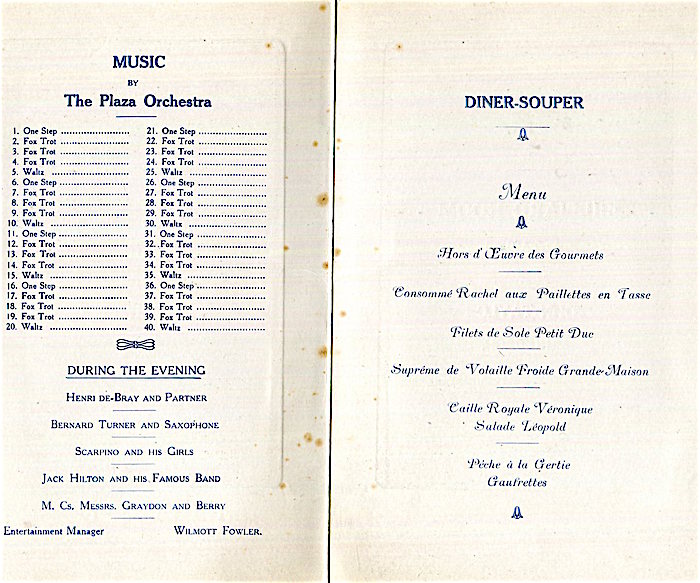 MUSIC
BY
The Plaza Orchestra
1. One Step
2. Fox Trot
3. Fox Trot
4. Fox Trot
5. Waltz
6. One Step
7. Fox Trot
8. Fox Trot
9. Fox Trot
10. Waltz
11. One Step
12. Fox Trot
13. Fox Trot
14. Fox Trot
15. Waltz
16. One Step
17. Fox Trot
18. Fox Trot
19. Fox Trot
20. Waltz
21. One Step
22. Fox Trot
23. Fox Trot
24. Fox Trot
25. Waltz
26. One Step
27. Fox Trot
28. Fox Trot
29. Fox Trot
30. Waltz
31. One Step
32. Fox Trot
33. Fox Trot
34. Fox Trot
35. Waltz
36. One Step
37. Fox Trot
38. Fox Trot
39. Fox Trot
40. Waltz
DURING THE EVENING
HENRI DE-BRAY AND PARTNER
BERNARD TURNER AND SAXOPHONE
SCARPINO AND HIS GIRLS
JACK HILTON AND HIS FAMOUS BAND
M. CS. MESSRS. GRAYDON AND BERRY
Entertainment Manager WILMOTT FOWLER.
DINER-SOUPER
Menu
Hors d'Œuvre des Gourmets
Consommé Rachel aux Paillettes en Tasse
Filets de Sole Petit Duc
Suprême de Volaille Froide Grande-Maison
Caille Royale Véronique
Salade Léopold
Pêche à la Gertie
Gaufrettes